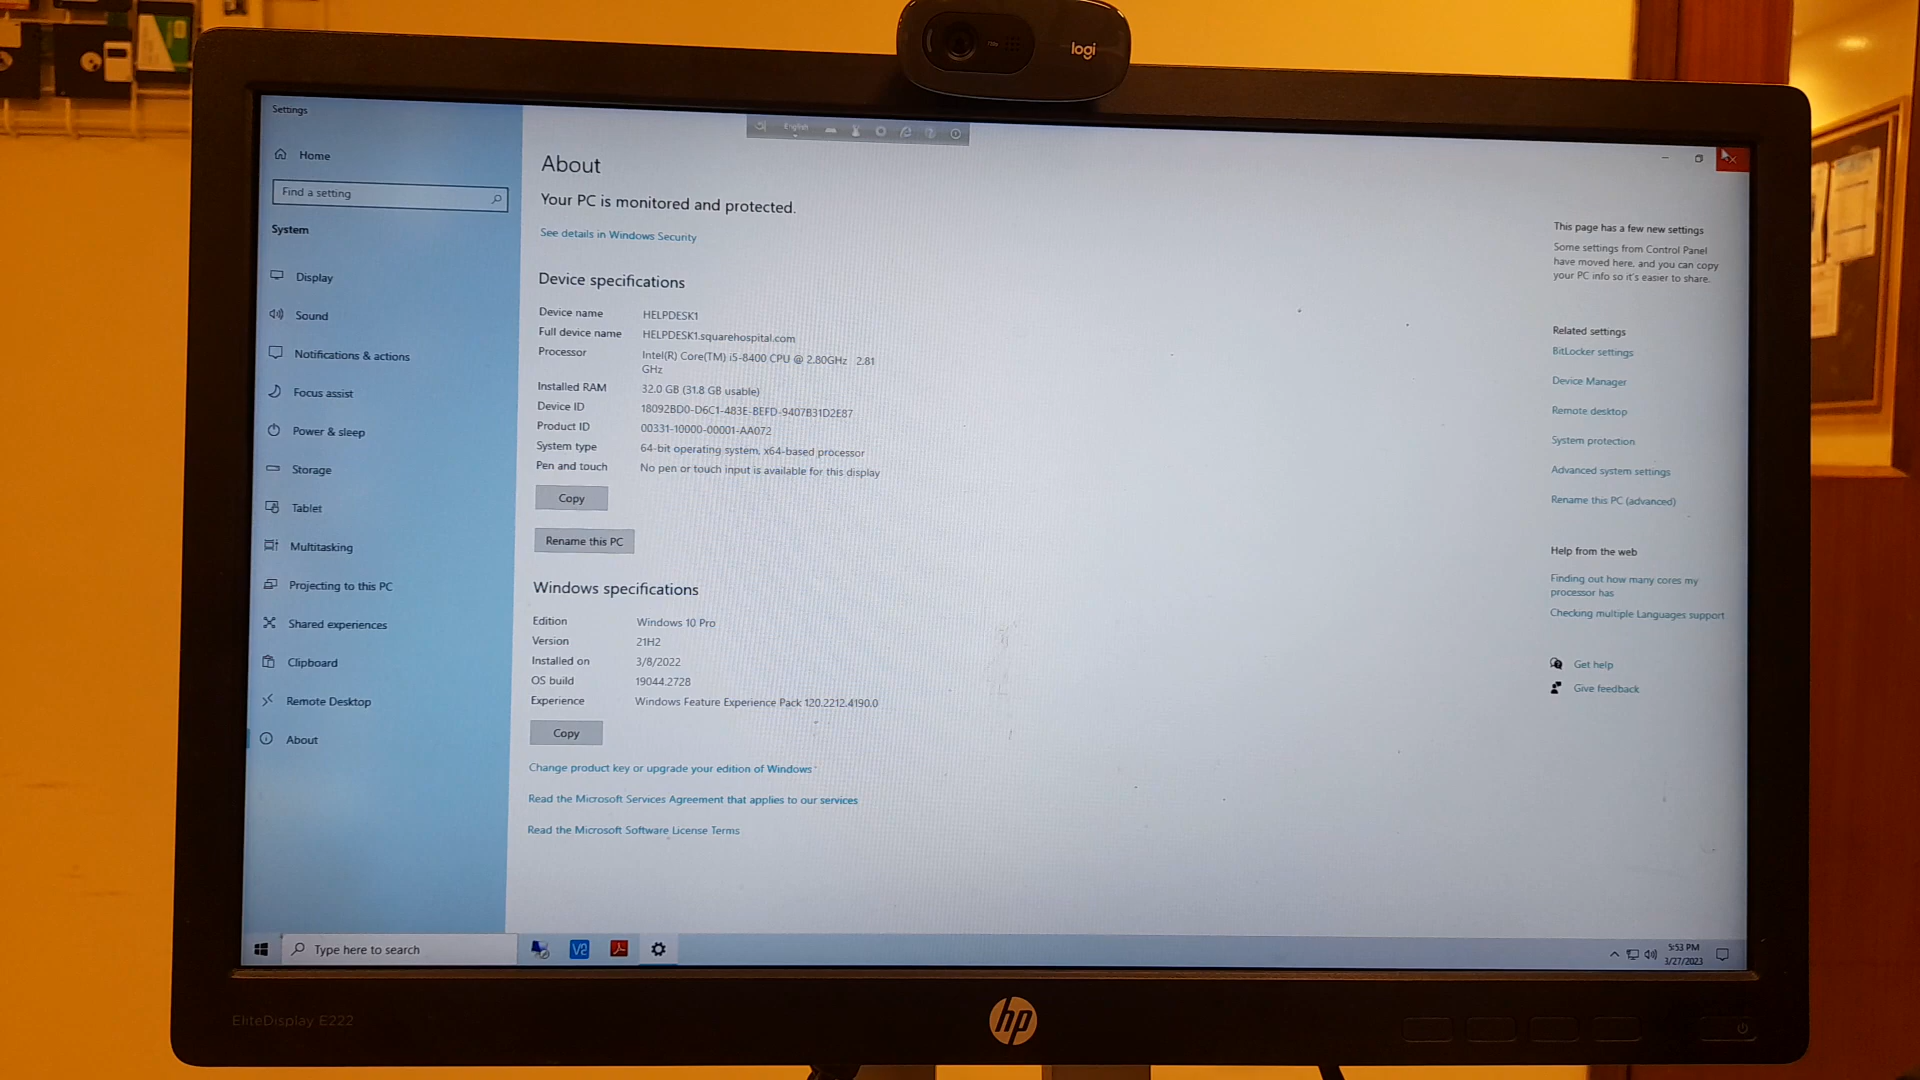 logi
Settings
English
Home
Find a setting
System
Display
Sound
Notifications & actions
Focus assist
Power & sleep
Storage
Tablet
Multitasking
Projecting to this PC
Shared experiences
Clipboard
Remote Desktop
About
About
Your PC is monitored and protected.
See details in Windows Security
Device specifications
Device name HELPDESK1
Full device name HELPDESK1.squarehospital.com
Processor Intel(R) Core(TM) i5-8400 CPU @ 2.80GHz 2.81
GHz
Installed RAM 32.0 GB (31.8 GB usable)
Device ID 18092BD0-D6C1-483E-BEFD-9407B31D2E87
Product ID 00331-10000-00001-AA072
System type 64-bit operating system, x64-based processor
Pen and touch No pen or touch input is available for this display
Copy
Rename this PC
Windows specifications
Edition Windows 10 Pro
Version 21H2
Installed on 3/8/2022
OS build 19044.2728
Experience Windows Feature Experience Pack 120.2212.4190.0
Copy
Change product key or upgrade your edition of Windows
Read the Microsoft Services Agreement that applies to our services
Read the Microsoft Software License Terms
This page has a few new settings
Some settings from Control Panel
have moved here, and you can copy
your PC info so it's easier to share.
Related settings
BitLocker settings
Device Manager
Remote desktop
System protection
Advanced system settings
Rename this PC (advanced)
Help from the web
Finding out how many cores my
processor has
Checking multiple Languages support
Get help
Give feedback
Type here to search
V2
5:53 PM
3/27/2023
EliteDisplay E222
hp